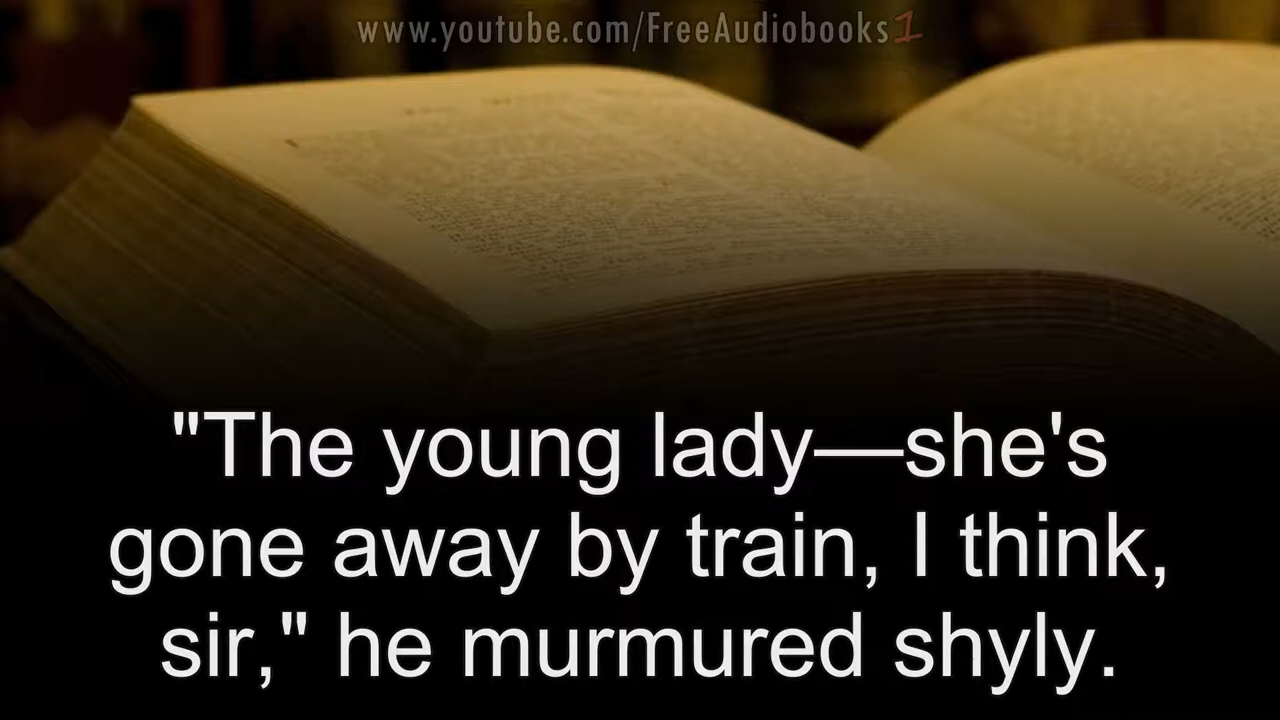 www.youtube.com/FreeAudiobooks1
"The young lady—she's
gone away by train, I think,
sir," he murmured shyly.